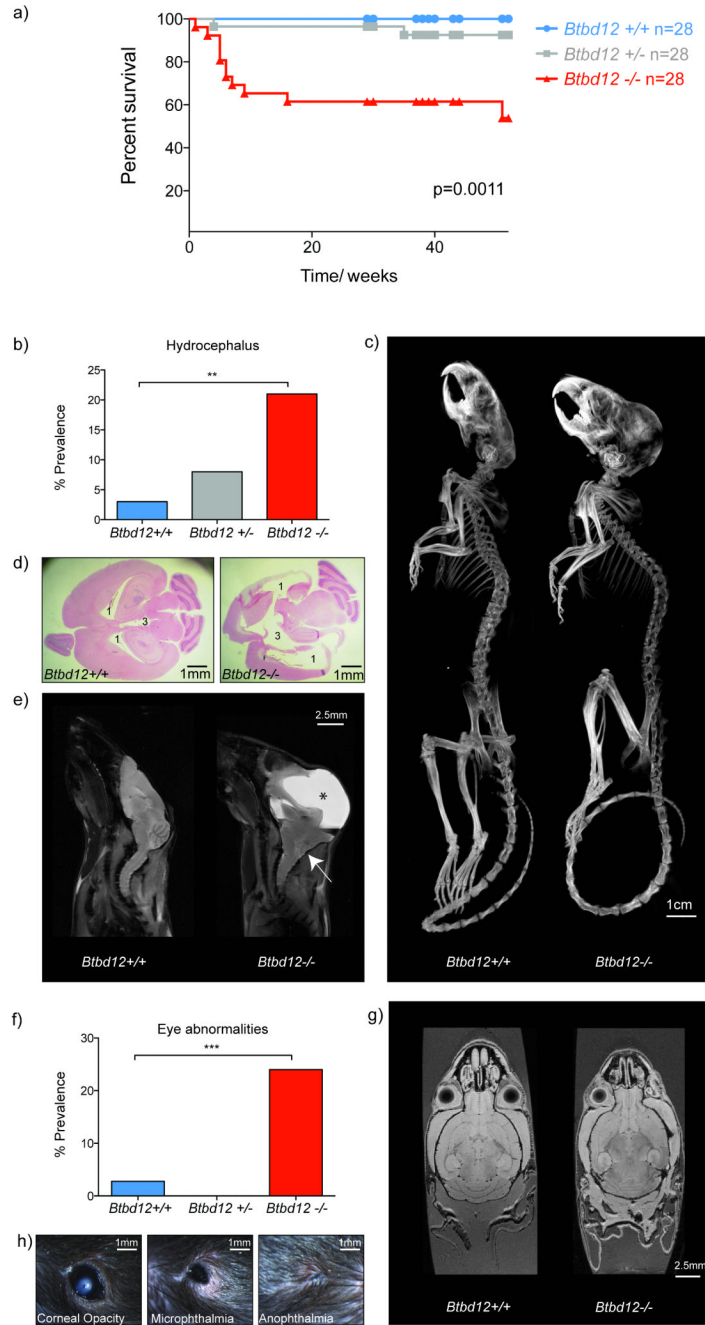 a)
100
80
60
40
20
0
20
40
Percent survival
Time/ weeks
p=0.0011
Btbd12 +/+ n=28
Btbd12 +/- n=28
Btbd12 -/- n=28
b)
Hydrocephalus
**
25
20
15
10
5
0
% Prevalence
Btbd12+/+
Btbd12 +/-
Btbd12 -/-
c)
1cm
Btbd12+/+
Btbd12-/-
d)
1
3
1
Btbd12+/+
1mm
1
3
1
Btbd12-/-
1mm
e)
2.5mm
*
Btbd12+/+
Btbd12-/-
f)
Eye abnormalities
***
30
20
10
0
% Prevalence
Btbd12+/+
Btbd12 +/-
Btbd12 -/-
g)
2.5mm
Btbd12+/+
Btbd12-/-
h)
1mm
Corneal Opacity
1mm
Microphthalmia
1mm
Anophthalmia